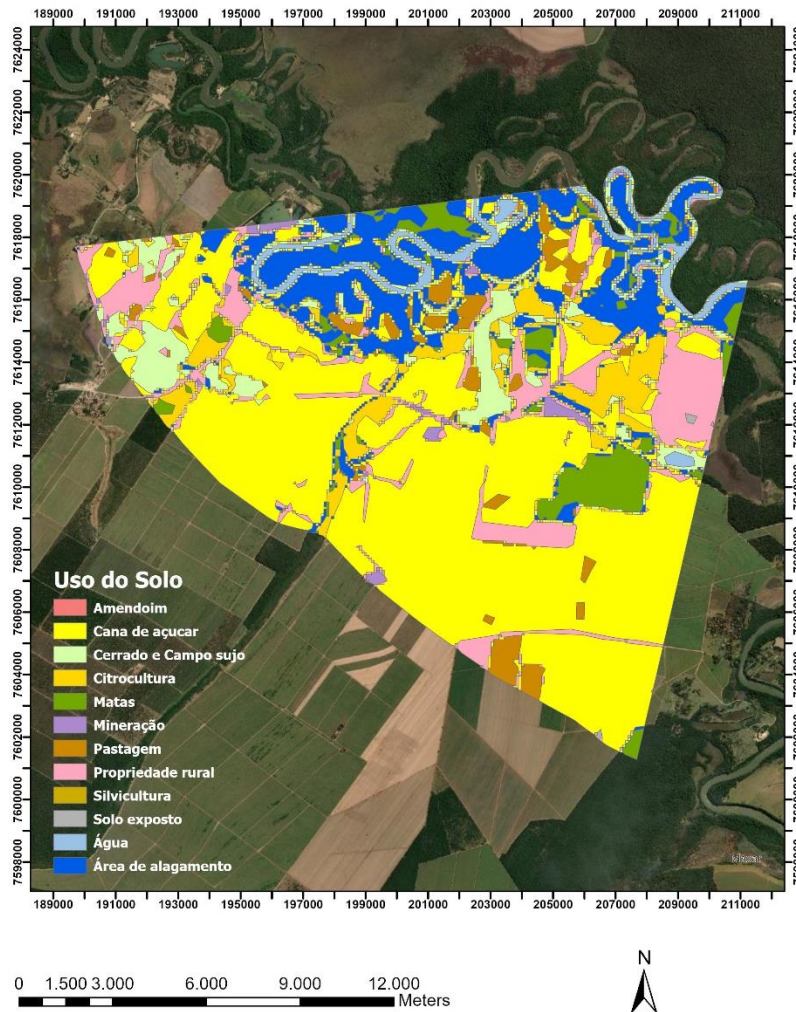 189000 191000 193000 195000 197000 199000 201000 203000 205000 207000 209000 211000
7624000
7622000
7620000
7618000
7616000
7614000
7612000
7610000
7608000
7606000
7604000
7602000
7600000
7598000
Uso do Solo
Amendoim
Cana de açucar
Cerrado e Campo sujo
Citrocultura
Matas
Mineração
Pastagem
Propriedade rural
Silvicultura
Solo exposto
Água
Área de alagamento
Maxar
189000 191000 193000 195000 197000 199000 201000 203000 205000 207000 209000 211000
N
0 1.500 3.000 6.000 9.000 12.000
Meters